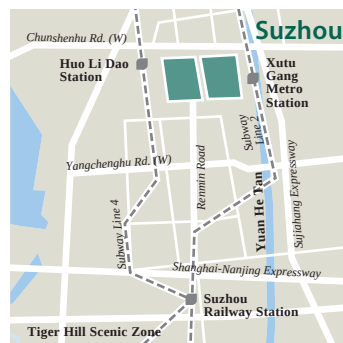 Suzhou
Chunshenhu Rd. (W)
Huo Li Dao
Station
Xutu
Gang
Metro
Station
Subway
Line 2
Yangchenghu Rd. (W)
Renmin Road
Yuan He Tan
Sujiahang Expressway
Subway Line 4
Shanghai-Nanjing Expressway
Suzhou
Railway Station
Tiger Hill Scenic Zone